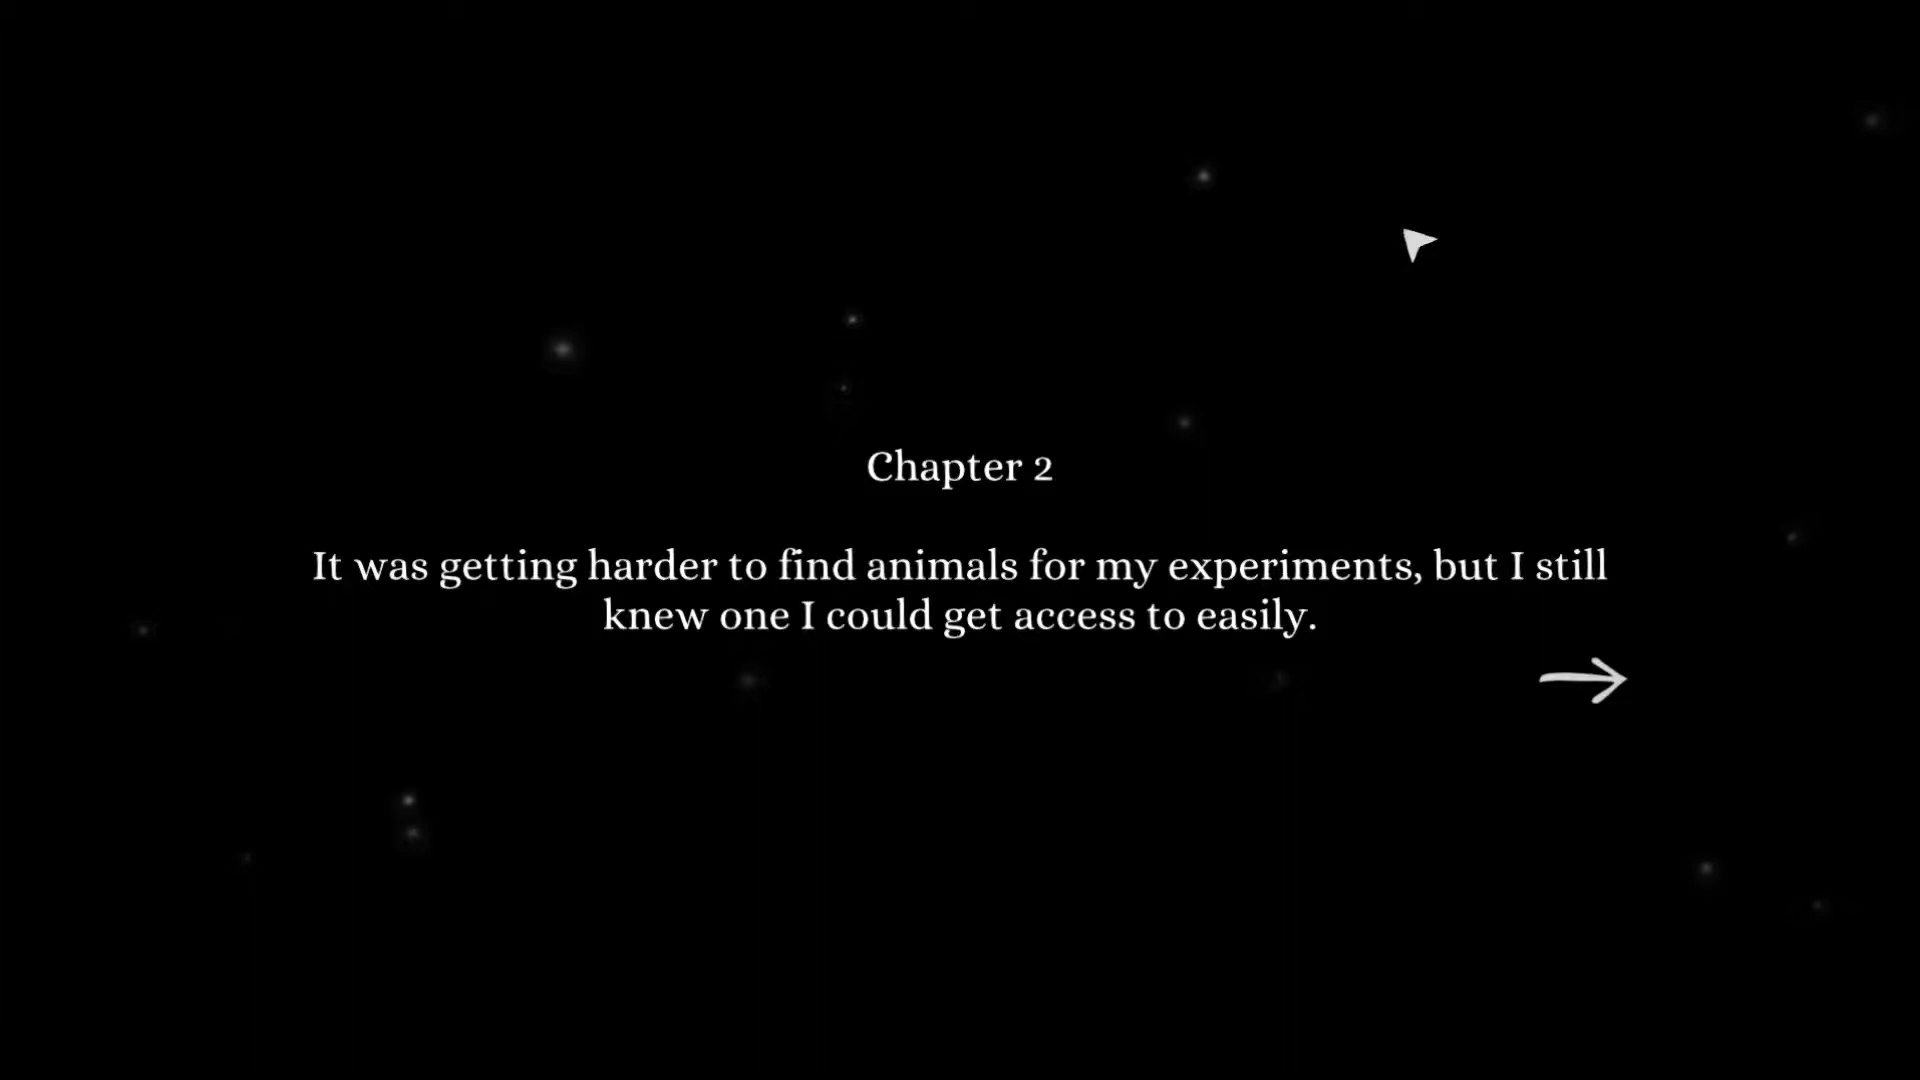 Chapter 2
It was getting harder to find animals for my experiments, but I still
knew one I could get access to easily.